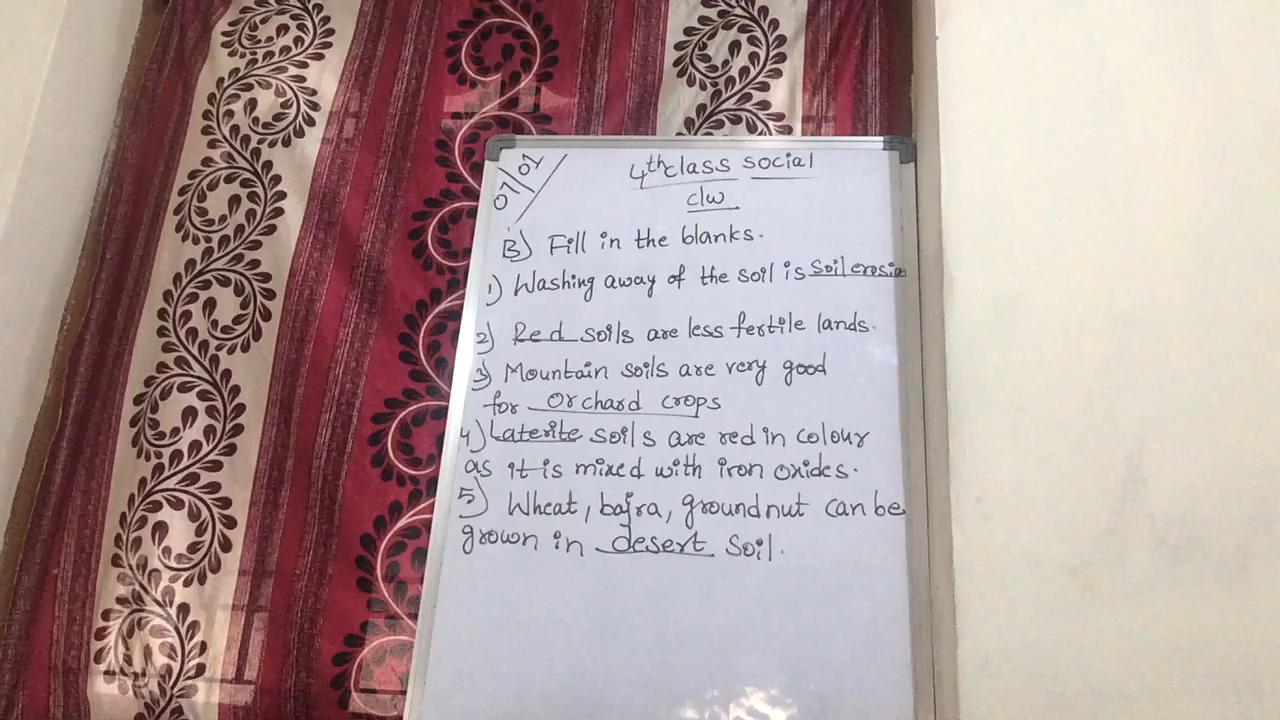 07/01
4th class social
c/w
B) Fill in the blanks.
1) Washing away of the soil is Soil erosion
2) Red soils are less fertile lands.
3) Mountain soils are very good
for Orchard crops
4) Laterite soils are red in colour
as it is mixed with iron oxides.
5) Wheat, bajra, groundnut can be
grown in desert soil.